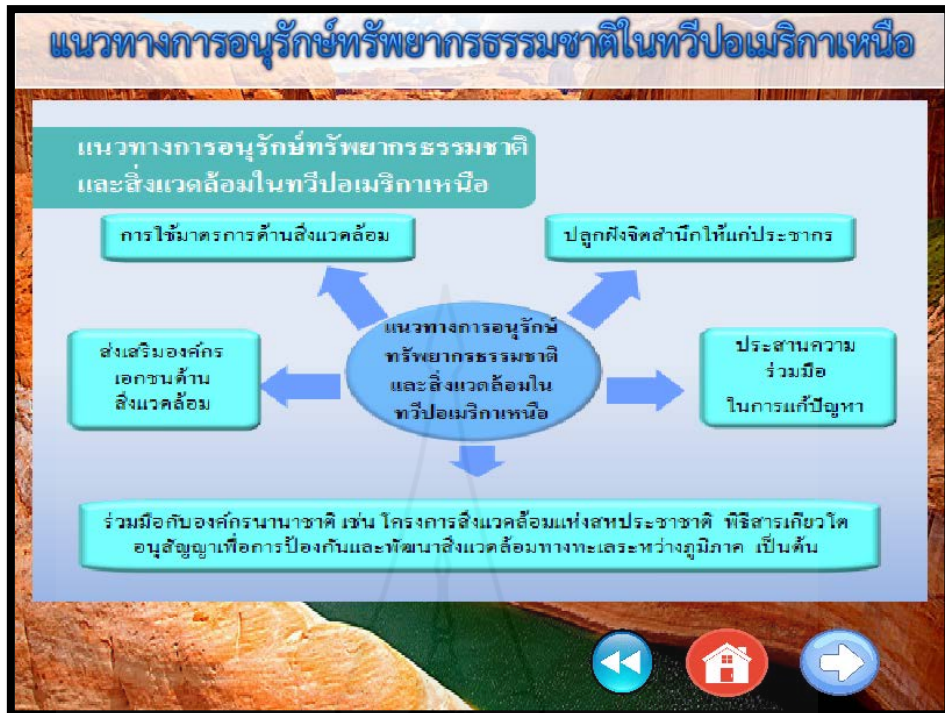 แนวทางการอนุรักษ์ทรัพยากรธรรมชาติในทวีปอเมริกาเหนือ
แนวทางการอนุรักษ์ทรัพยากรธรรมชาติ
และสิ่งแวดล้อมในทวีปอเมริกาเหนือ
การใช้มาตรการด้านสิ่งแวดล้อม
ปลูกฝังจิตสำนึกให้แก่ประชากร
ส่งเสริมองค์กร
เอกชนด้าน
สิ่งแวดล้อม
แนวทางการอนุรักษ์
ทรัพยากรธรรมชาติ
และสิ่งแวดล้อมใน
ทวีปอเมริกาเหนือ
ประสานความ
ร่วมมือ
ในการแก้ปัญหา
ร่วมมือกับองค์กรนานาชาติ เช่น โครงการสิ่งแวดล้อมแห่งสหประชาชาติ พิธีสารเกียวโต
อนุสัญญาเพื่อการป้องกันและพัฒนาสิ่งแวดล้อมทางทะเลระหว่างภูมิภาค เป็นต้น